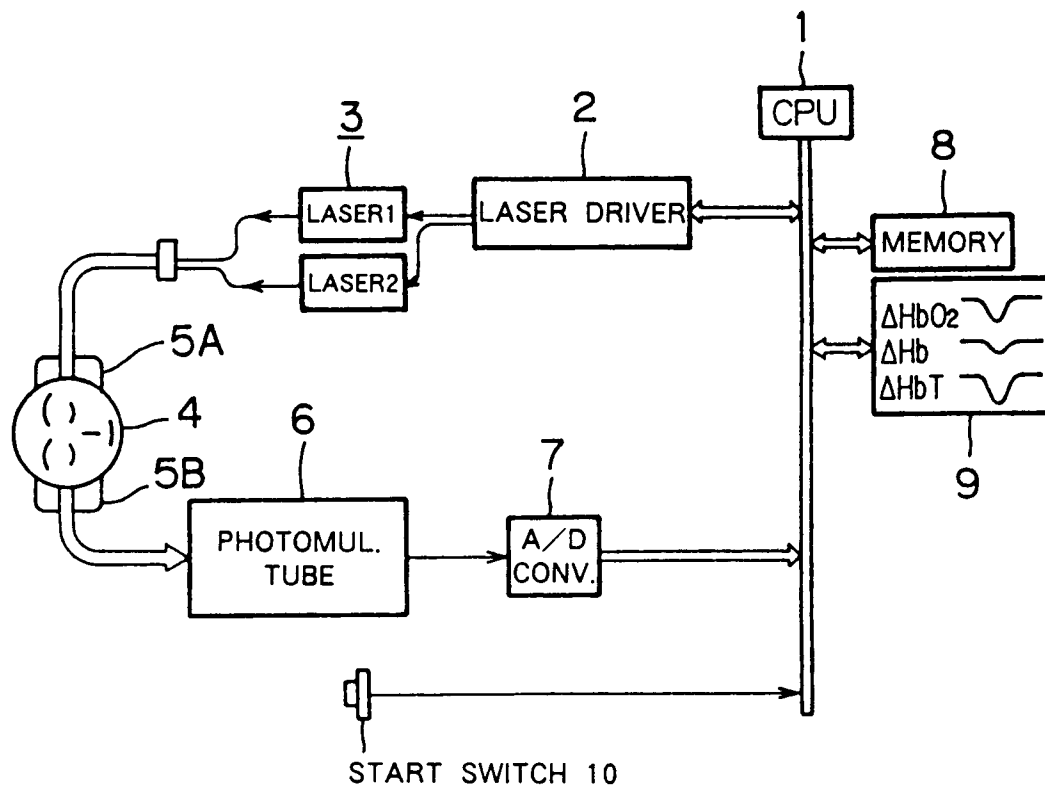 1
CPU
3
2
8
LASER1
LASER DRIVER
MEMORY
LASER2
5A
ΔHbO₂
ΔHb
ΔHbT
4
6
7
9
5B
PHOTOMUL.
TUBE
A/D
CONV.
START SWITCH 10